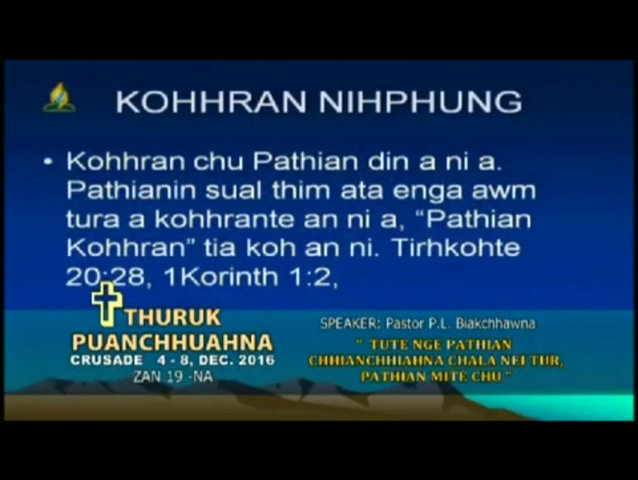 KOHHRAN NIHPHUNG
• Kohhran chu Pathian din a ni a.
Pathianin sual thim ata enga awm
tura a kohhrante an ni a, “Pathian
Kohhran” tia koh an ni. Tirhkohte
20:28, 1Korinth 1:2,
THURUK
PUANCHHUAHNA
CRUSADE 4 - 8, DEC. 2016
ZAN 19 -NA
SPEAKER: Pastor P.L. Biakchhawna
" TUTE NGE PATHIAN
CHHIANCHHIAHNA CHALA NEI TUR,
PATHIAN MITE CHU "